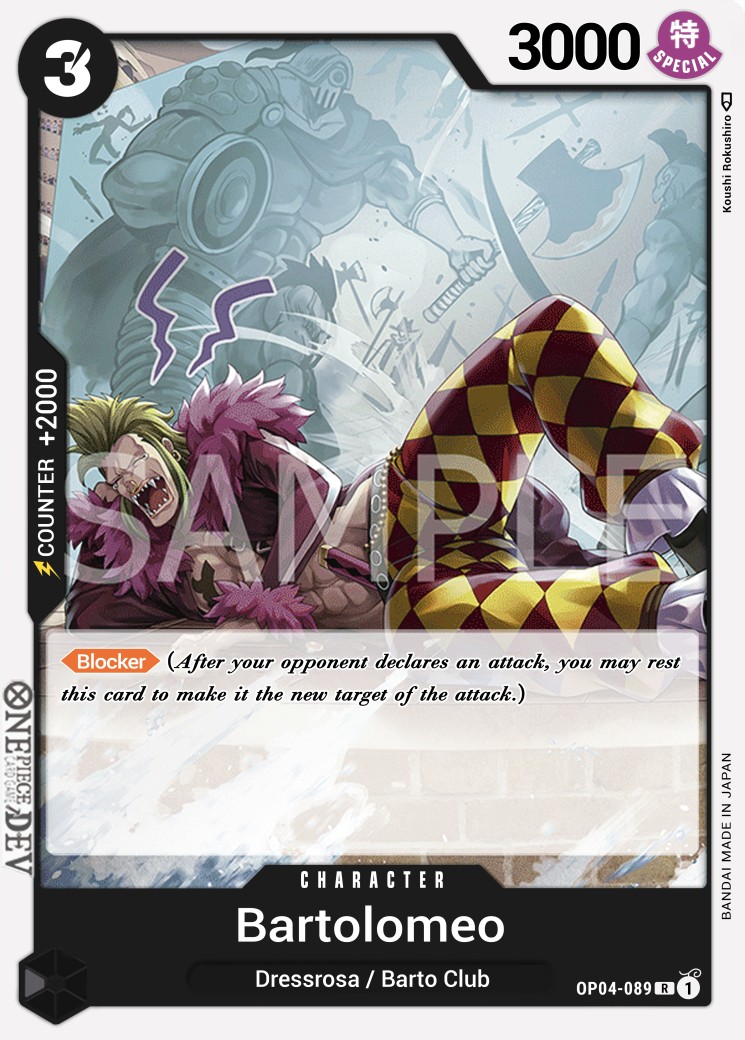 3
3000
特
SPECIAL
Koushi Rokushiro
COUNTER +2000
SAMPLE
Blocker (After your opponent declares an attack, you may rest
this card to make it the new target of the attack.)
ONE PIECE
CARD GAME
DEV
BANDAI MADE IN JAPAN
CHARACTER
Bartolomeo
Dressrosa / Barto Club
OP04-089 R 1